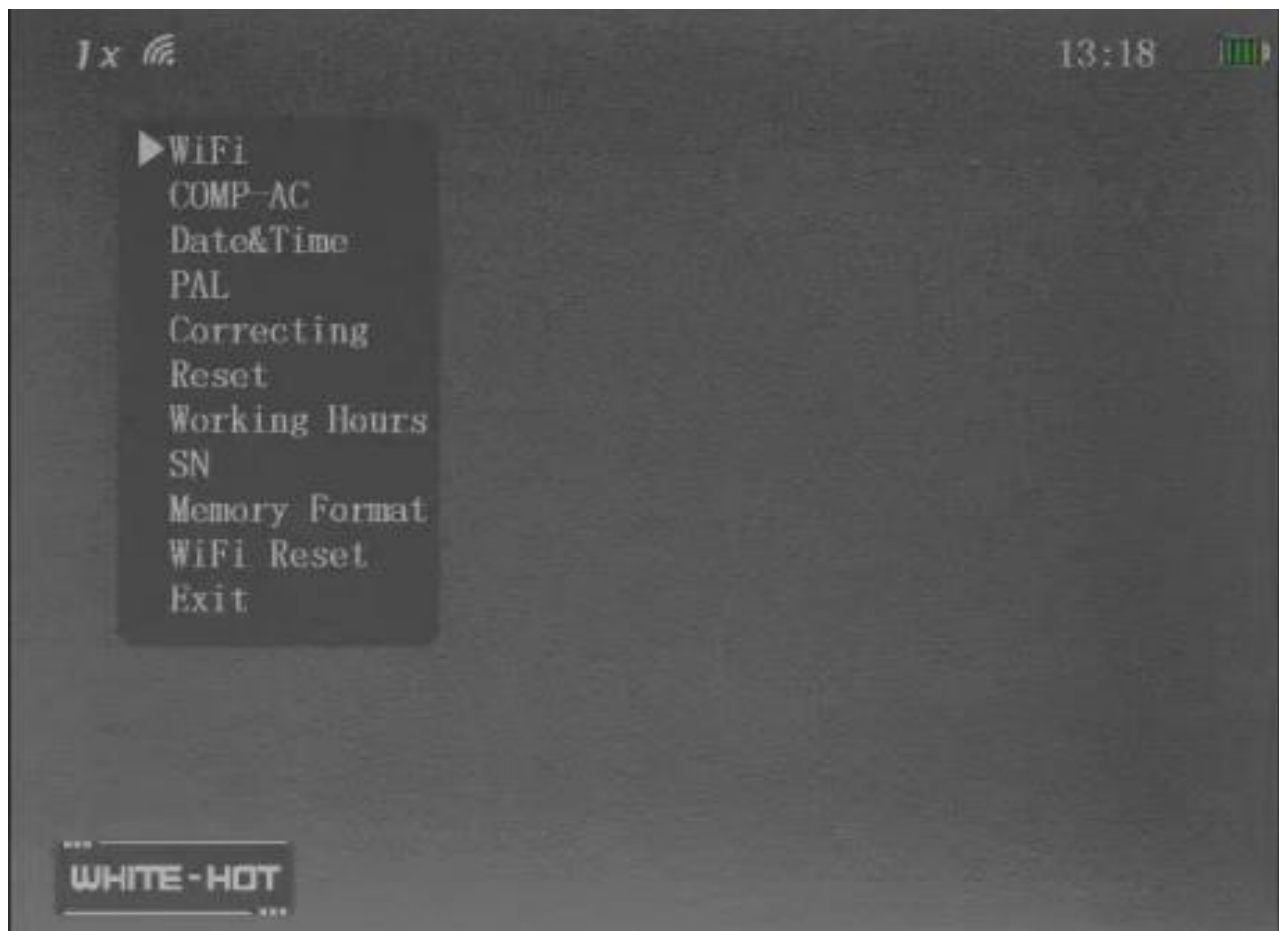 1x
13:18
WiFi
COMP-AC
Date&Time
PAL
Correcting
Reset
Working Hours
SN
Memory Format
WiFi Reset
Exit
WHITE-HOT